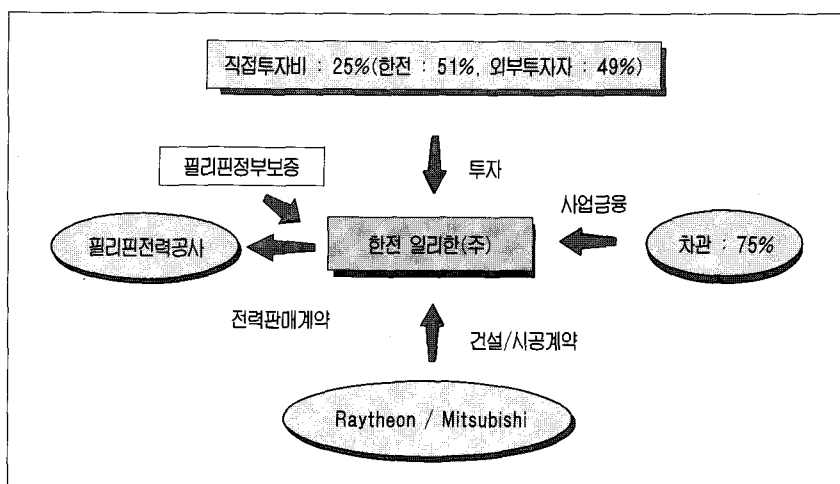 직접투자비 : 25%(한전 : 51%, 외부투자자 : 49%)
필리핀정부보증
투자
사업금융
필리핀전력공사
한전 일리한(주)
차관 : 75%
전력판매계약
건설/시공계약
Raytheon / Mitsubishi